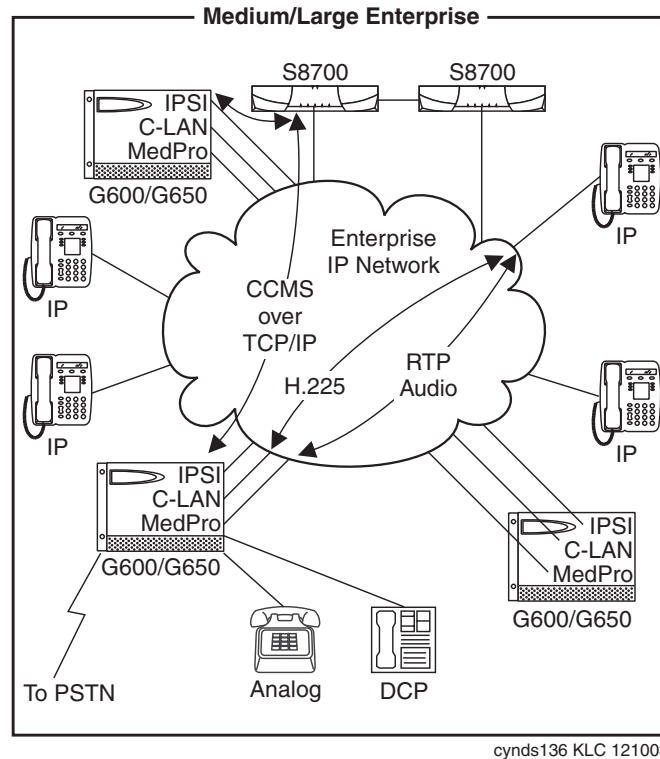 Medium/Large Enterprise
S8700
S8700
IPSI
C-LAN
MedPro
G600/G650
IP
IP
Enterprise
IP Network
CCMS
over
TCP/IP
IP
H.225
RTP
Audio
IP
IPSI
C-LAN
MedPro
G600/G650
IPSI
C-LAN
MedPro
G600/G650
To PSTN
Analog
DCP